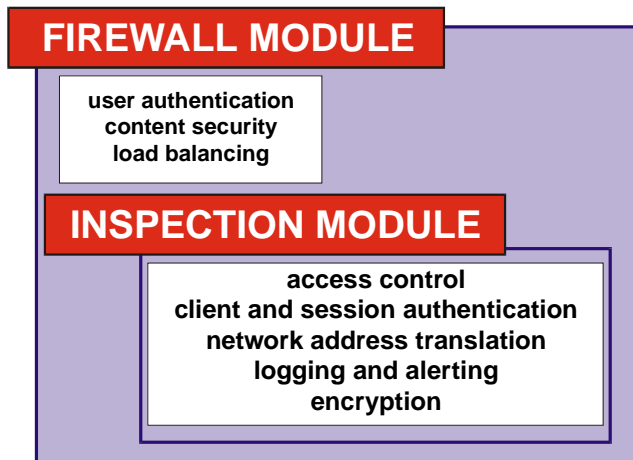 FIREWALL MODULE
user authentication
content security
load balancing
INSPECTION MODULE
access control
client and session authentication
network address translation
logging and alerting
encryption